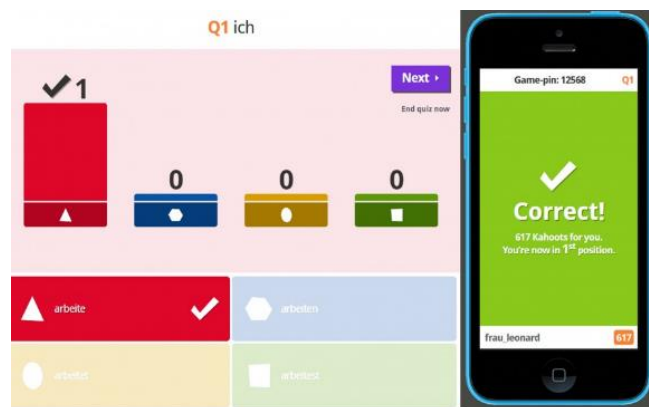 Q1 ich
1
Next
End quiz now
0
0
0
arbeite
arbeiten
arbeitet
arbeitest
Game-pin: 12568 Q1
Correct!
617 Kahoots for you.
You're now in 1st position.
frau_leonard 617